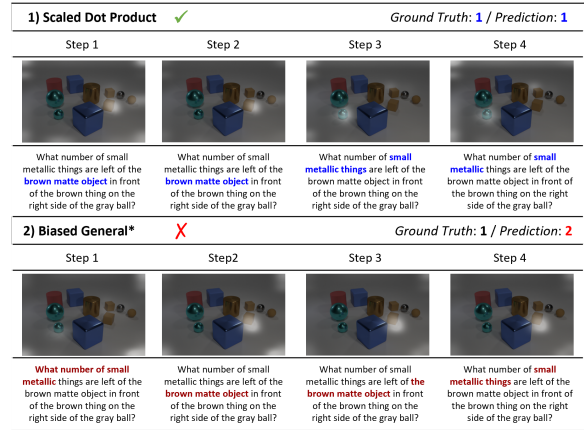 1) Scaled Dot Product ✓ Ground Truth: 1 / Prediction: 1
Step 1 Step 2 Step 3 Step 4
What number of small
metallic things are left of the
brown matte object in front
of the brown thing on the
right side of the gray ball?
What number of small
metallic things are left of the
brown matte object in front
of the brown thing on the
right side of the gray ball?
What number of small
metallic things are left of the
brown matte object in front
of the brown thing on the
right side of the gray ball?
What number of small
metallic things are left of the
brown matte object in front of
the brown thing on the right
side of the gray ball?
2) Biased General* ✗ Ground Truth: 1 / Prediction: 2
Step 1 Step2 Step 3 Step 4
What number of small
metallic things are left of the
brown matte object in front
of the brown thing on the
right side of the gray ball?
What number of small
metallic things are left of the
brown matte object in front
of the brown thing on the
right side of the gray ball?
What number of small
metallic things are left of the
brown matte object in front
of the brown thing on the
right side of the gray ball?
What number of small
metallic things are left of the
brown matte object in front of
the brown thing on the right
side of the gray ball?